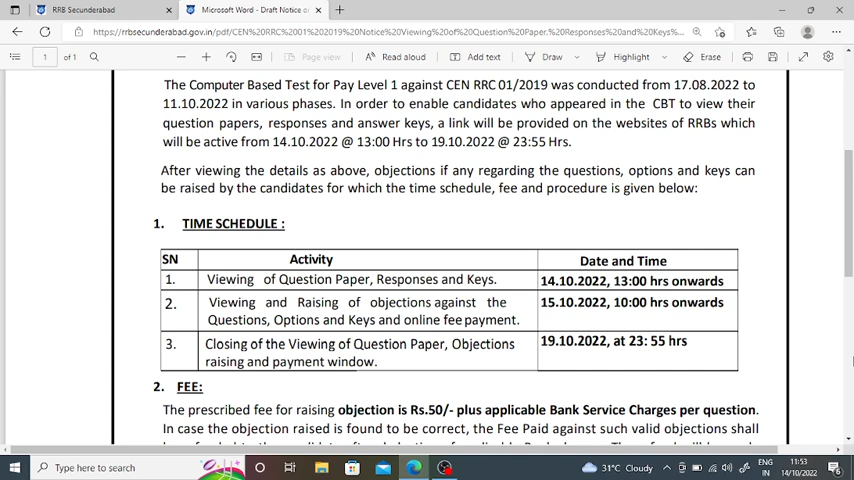 RRB Secunderabad
Microsoft Word - Draft Notice o
https://rrbsecunderabad.gov.in/pdf/CEN%20RRC%2001%202019%20Notice%20Viewing%20of%20Question%20Paper,%20Responses%20and%20Keys%...
1 of 1
Page view
Read aloud
Add text
Draw
Highlight
Erase
The Computer Based Test for Pay Level 1 against CEN RRC 01/2019 was conducted from 17.08.2022 to
11.10.2022 in various phases. In order to enable candidates who appeared in the CBT to view their
question papers, responses and answer keys, a link will be provided on the websites of RRBs which
will be active from 14.10.2022 @ 13:00 Hrs to 19.10.2022 @ 23:55 Hrs.
After viewing the details as above, objections if any regarding the questions, options and keys can
be raised by the candidates for which the time schedule, fee and procedure is given below:
1. TIME SCHEDULE :
SN Activity Date and Time
1. Viewing of Question Paper, Responses and Keys. 14.10.2022, 13:00 hrs onwards
2. Viewing and Raising of objections against the 15.10.2022, 10:00 hrs onwards
Questions, Options and Keys and online fee payment.
3. Closing of the Viewing of Question Paper, Objections 19.10.2022, at 23: 55 hrs
raising and payment window.
2. FEE:
The prescribed fee for raising objection is Rs.50/- plus applicable Bank Service Charges per question.
In case the objection raised is found to be correct, the Fee Paid against such valid objections shall
Type here to search
31°C Cloudy
ENG
IN
11:53
14/10/2022
6